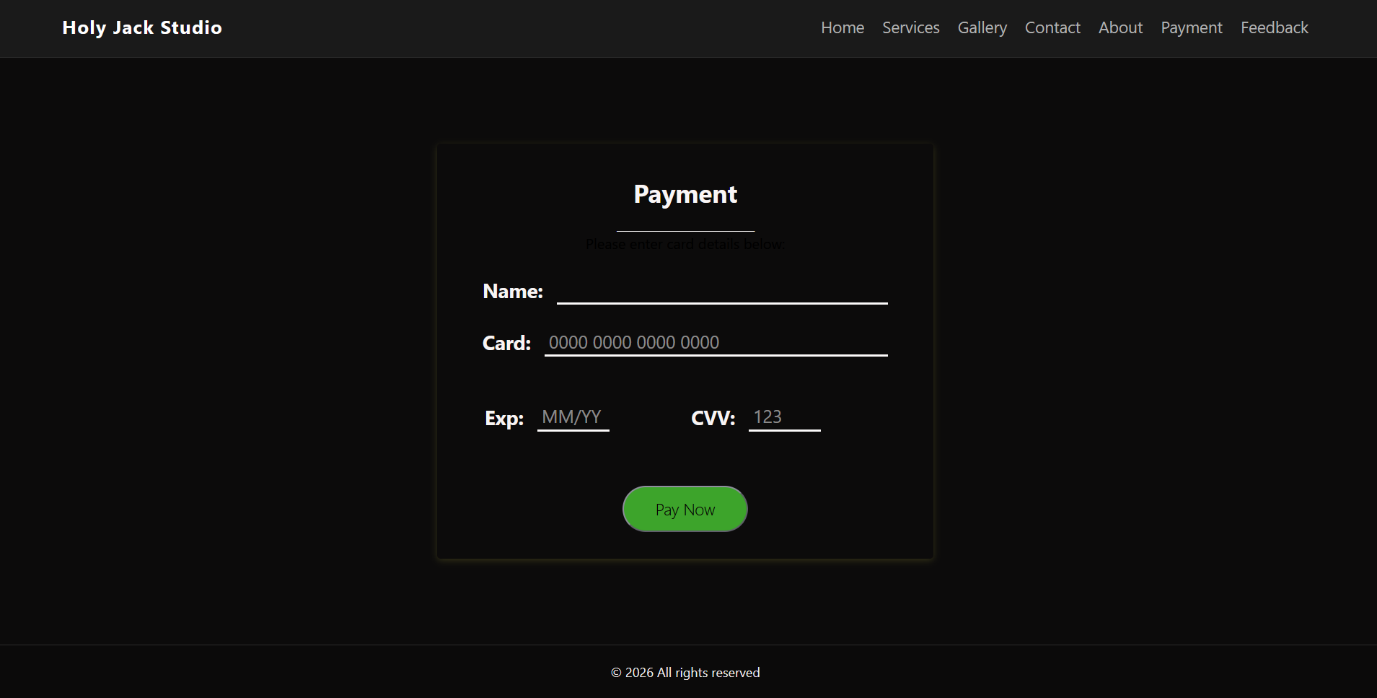 Holy Jack Studio
Home Services Gallery Contact About Payment Feedback
Payment
Please enter card details below.
Name:
Card: 0000 0000 0000 0000
Exp: MM/YY CVV: 123
Pay Now
© 2026 All rights reserved